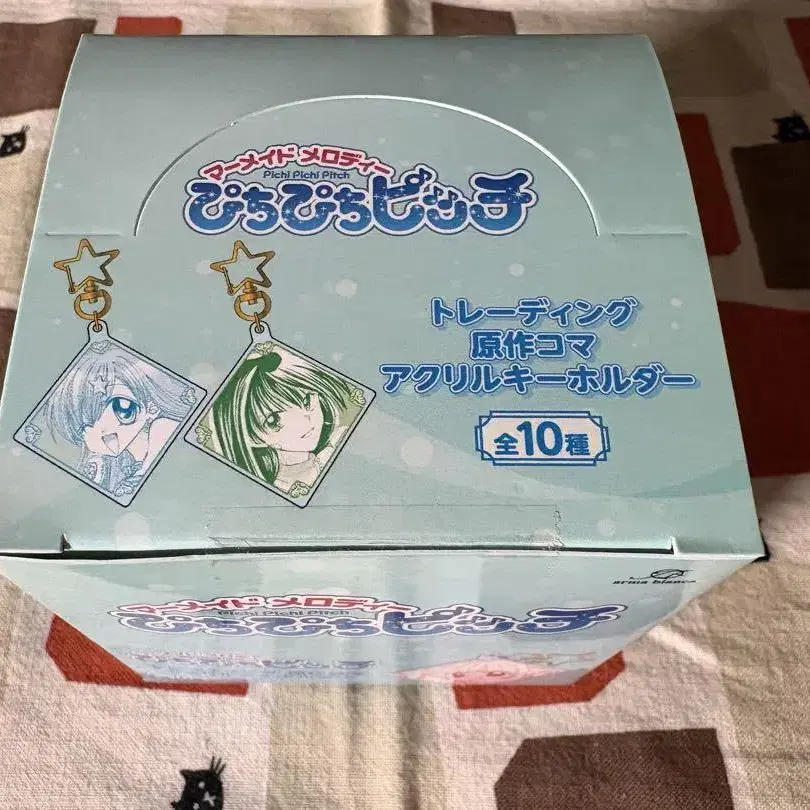 マーメイド メロディー
Pichi Pichi Pitch
ぴちぴちピッチ
トレーディング
原作コマ
アクリルキーホルダー
全10種
arma bianca
マーメイド メロディー
Pichi Pichi Pitch
ぴちぴちピッチ